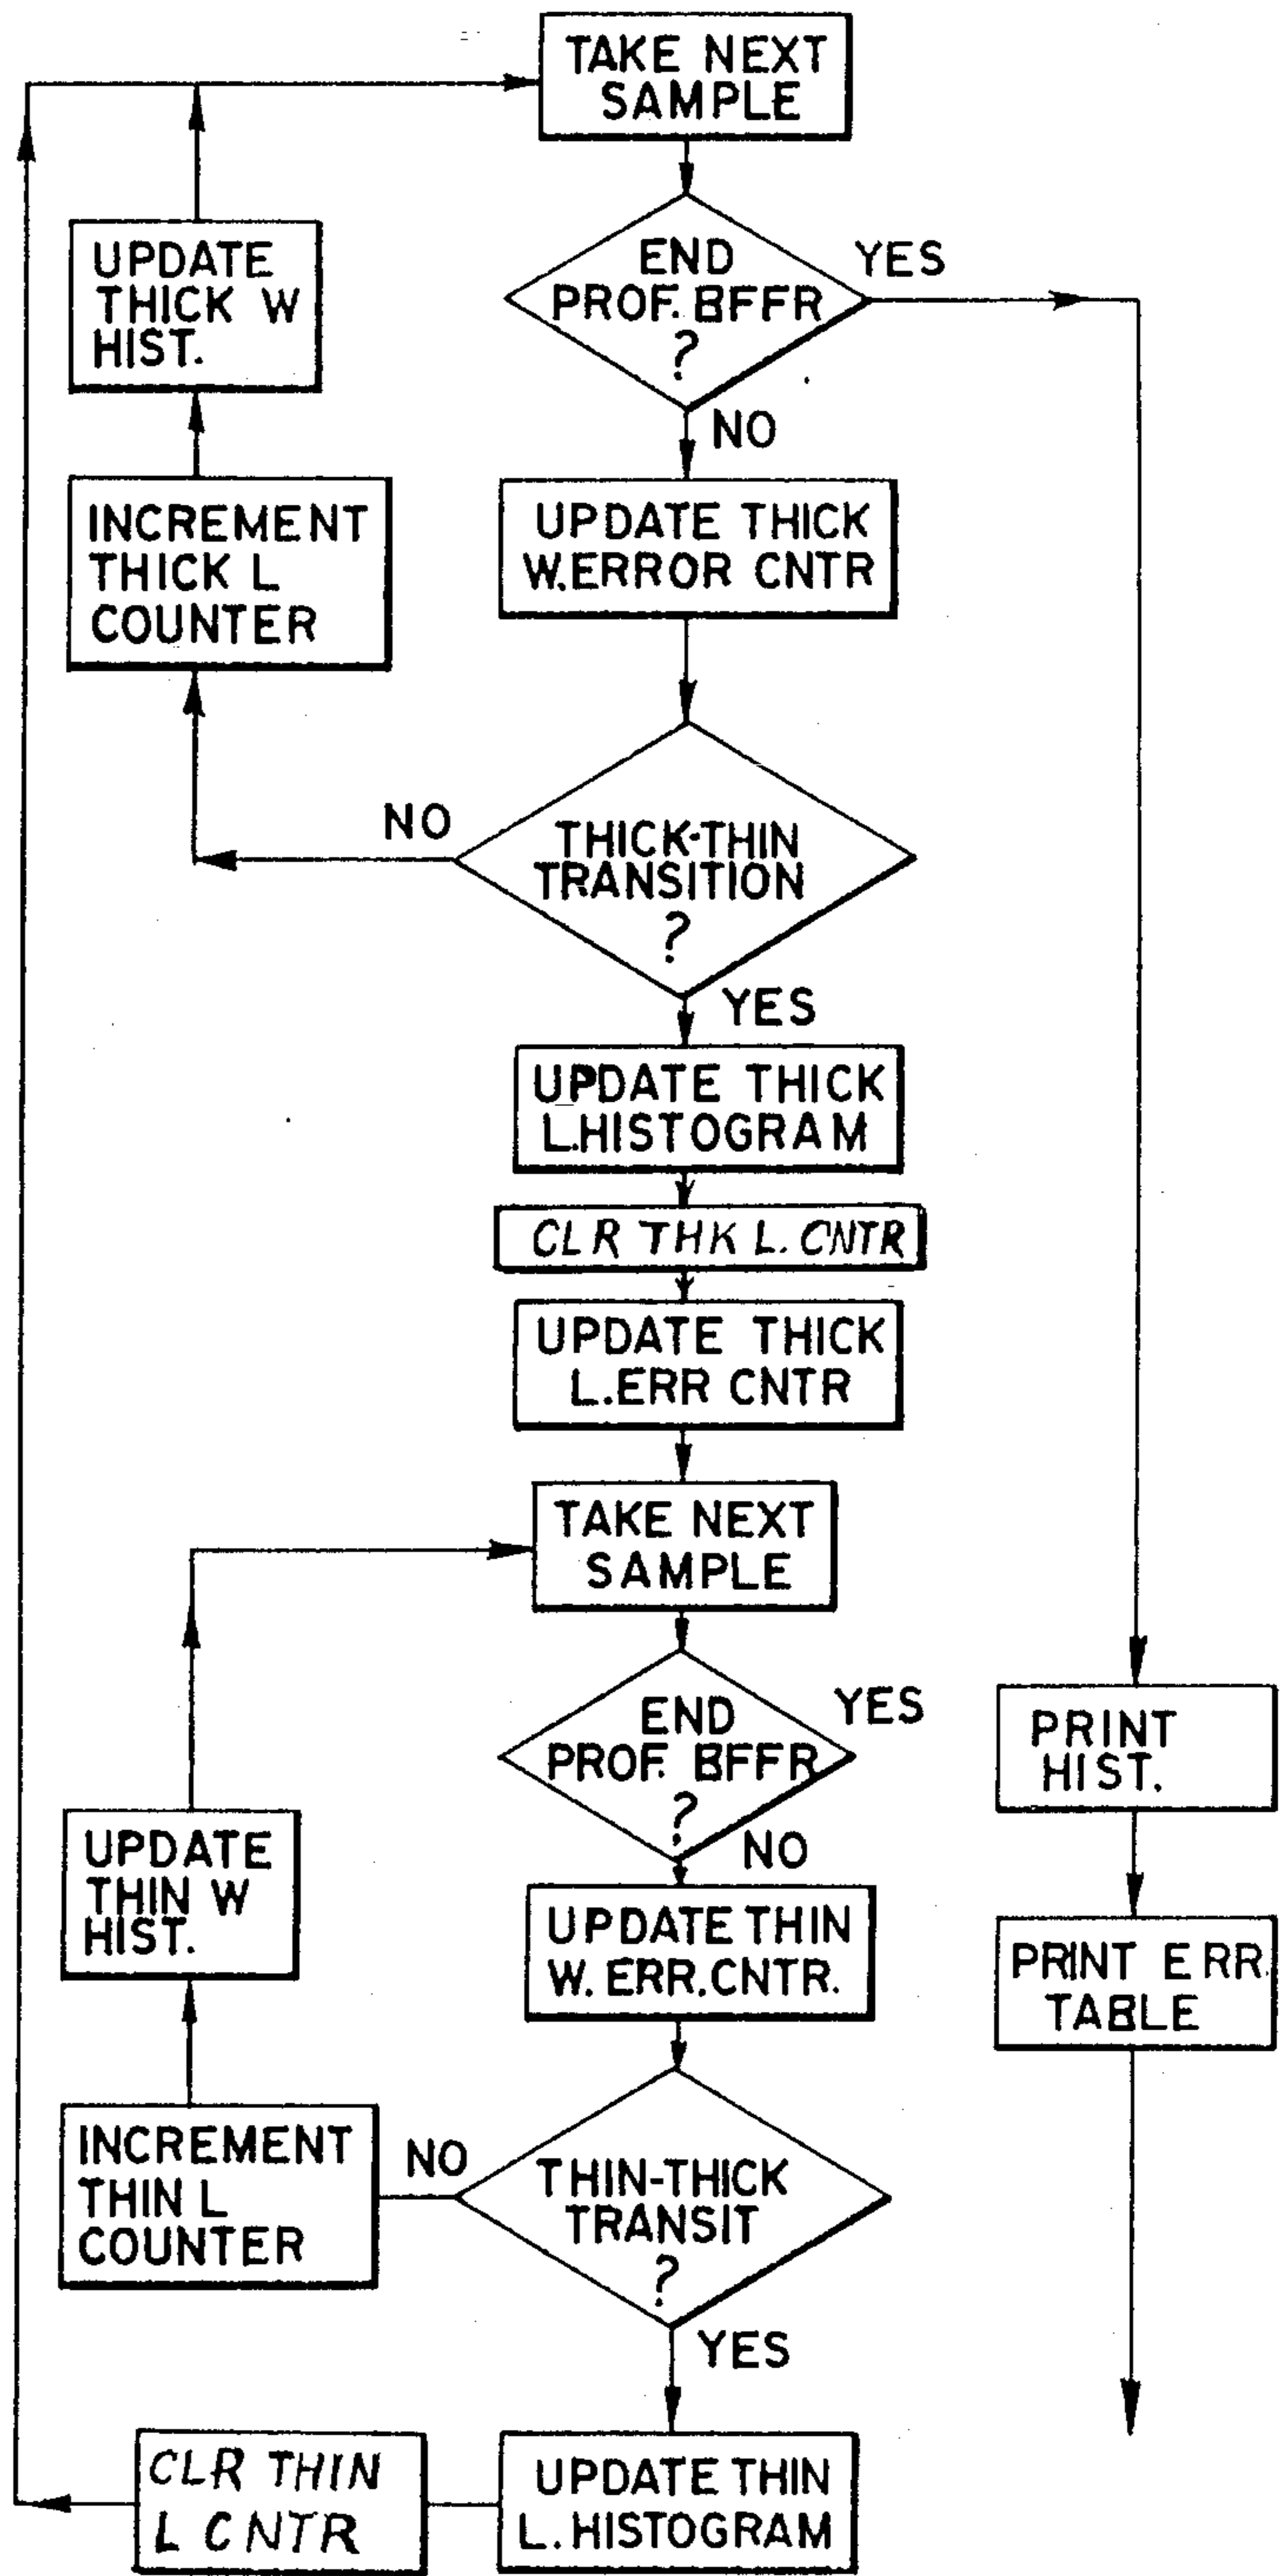 TAKE NEXT
SAMPLE
END
PROF. BFFR
?
YES
NO
UPDATE
THICK W
HIST.
INCREMENT
THICK L
COUNTER
UPDATE THICK
W.ERROR CNTR
NO
THICK-THIN
TRANSITION
?
YES
UPDATE THICK
L.HISTOGRAM
CLR THK L. CNTR
UPDATE THICK
L.ERR CNTR
TAKE NEXT
SAMPLE
END
PROF. BFFR
?
YES
NO
PRINT
HIST.
UPDATE
THIN W
HIST.
UPDATE THIN
W. ERR.CNTR.
PRINT ERR.
TABLE
INCREMENT
THIN L
COUNTER
NO
THIN-THICK
TRANSIT
?
YES
CLR THIN
L CNTR
UPDATE THIN
L. HISTOGRAM